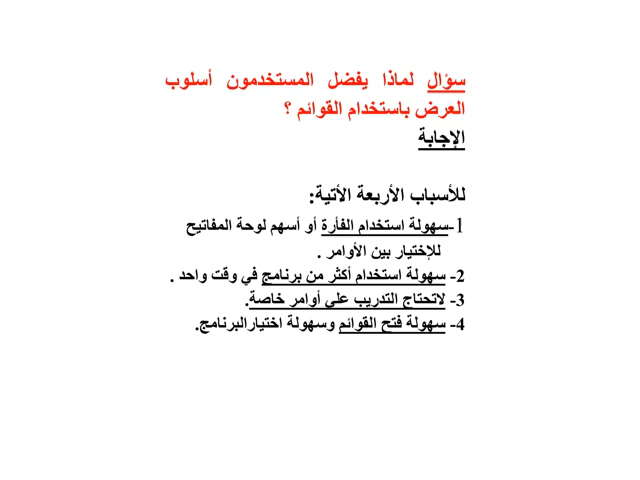 سؤال لماذا يفضل المستخدمون أسلوب
العرض باستخدام القوائم ؟
الإجابة
للأسباب الأربعة الأتية:
1-سهولة استخدام الفأرة أو أسهم لوحة المفاتيح
للإختيار بين الأوامر .
2- سهولة استخدام أكثر من برنامج في وقت واحد .
3- لاتحتاج التدريب على أوامر خاصة.
4- سهولة فتح القوائم وسهولة اختيارالبرنامج.